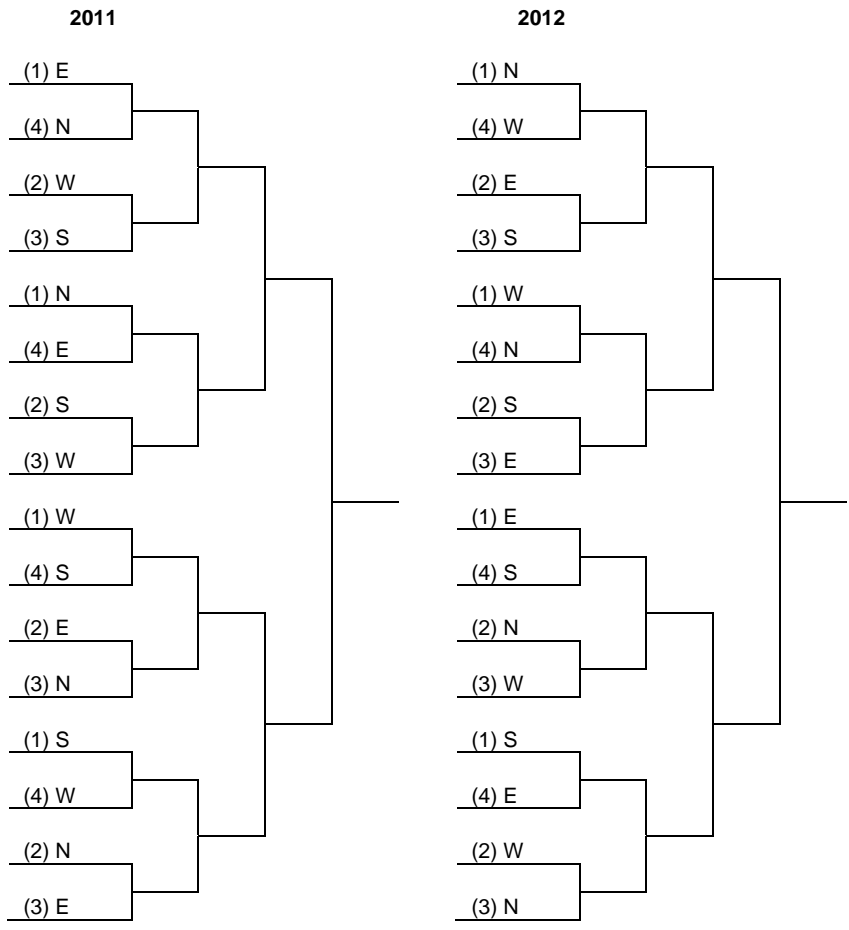 2011
(1) E
(4) N
(2) W
(3) S
(1) N
(4) E
(2) S
(3) W
(1) W
(4) S
(2) E
(3) N
(1) S
(4) W
(2) N
(3) E
2012
(1) N
(4) W
(2) E
(3) S
(1) W
(4) N
(2) S
(3) E
(1) E
(4) S
(2) N
(3) W
(1) S
(4) E
(2) W
(3) N